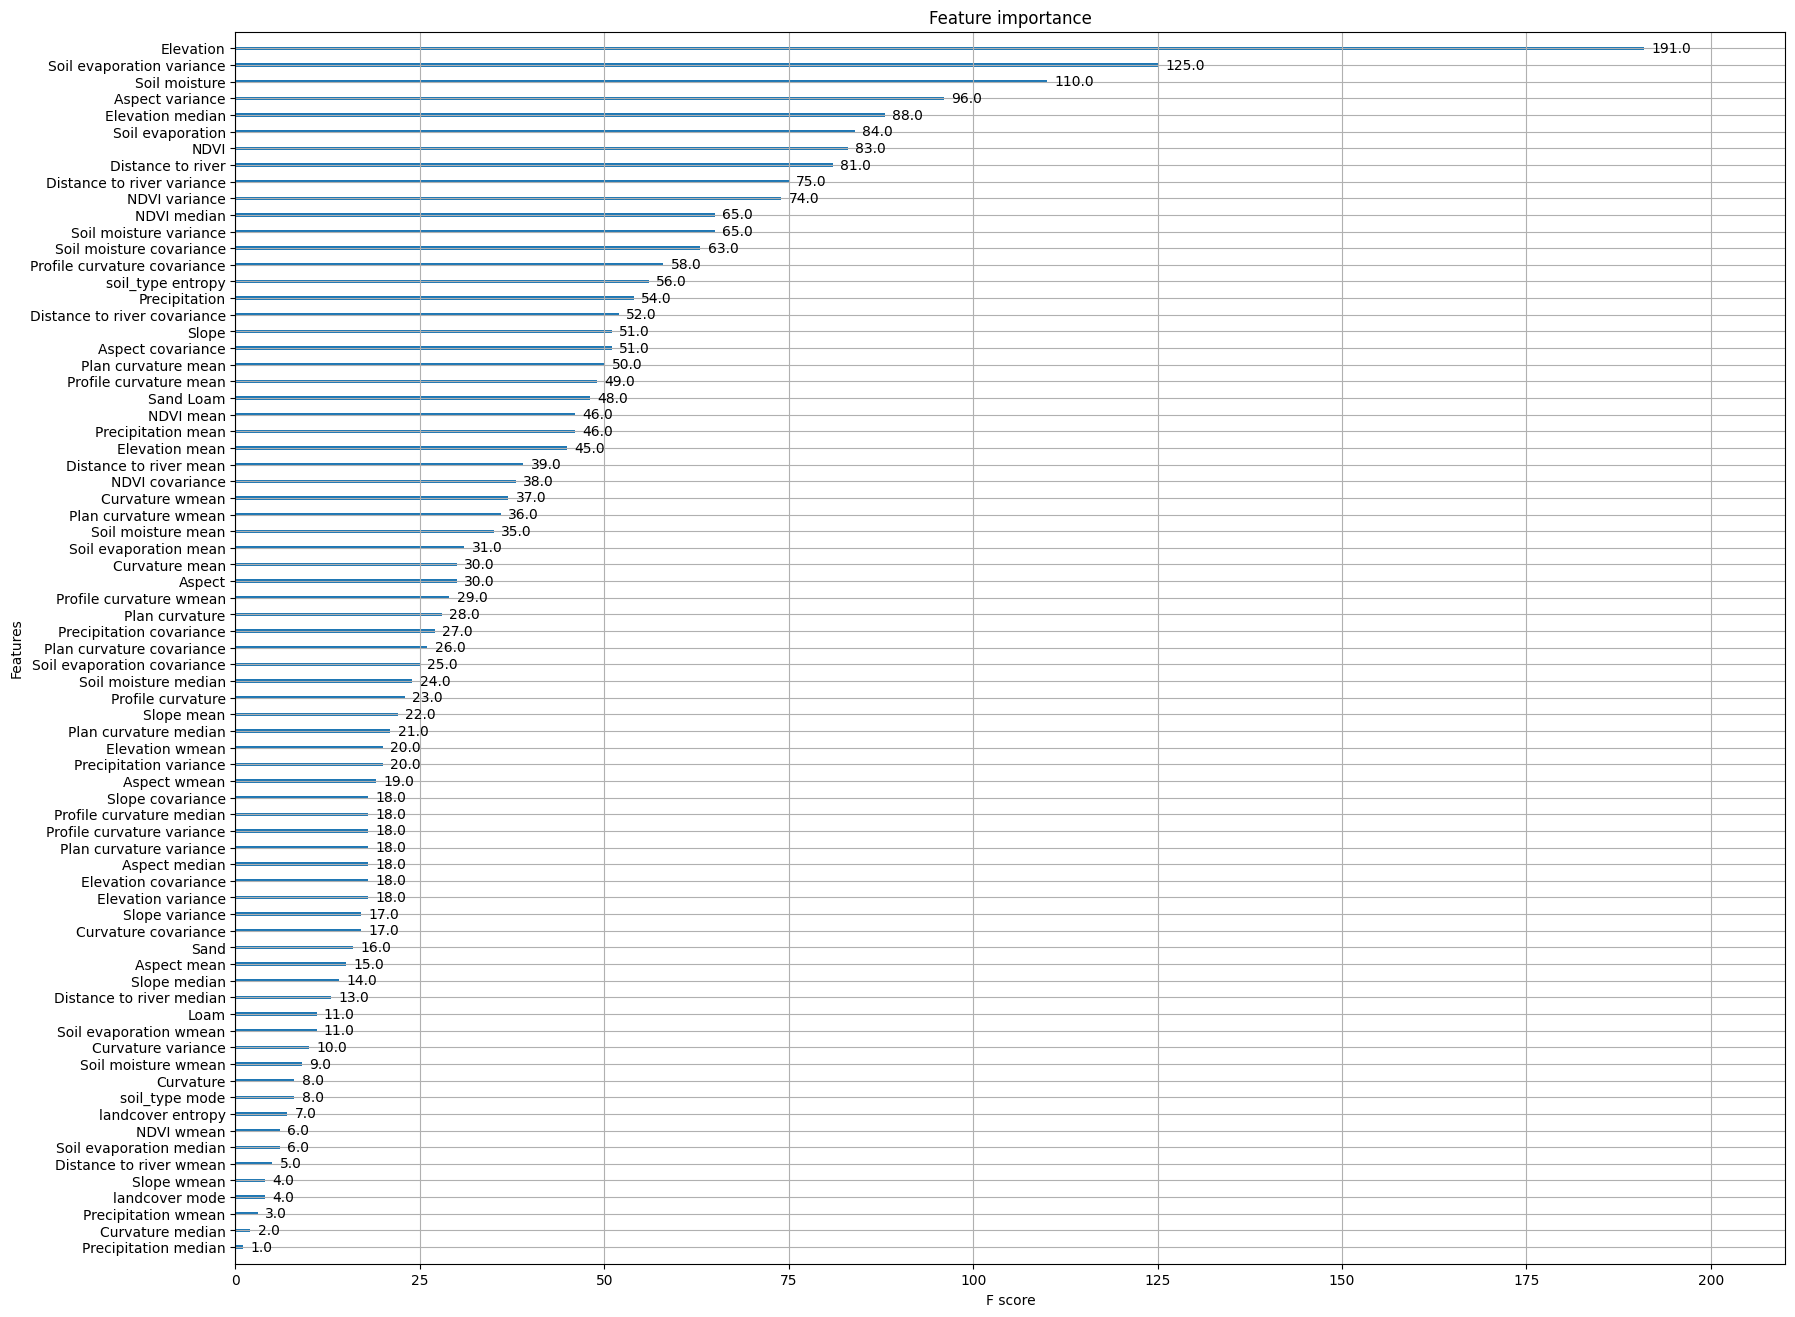 Feature importance
Elevation 191.0
Soil evaporation variance 125.0
Soil moisture 110.0
Aspect variance 96.0
Elevation median 88.0
Soil evaporation 84.0
NDVI 83.0
Distance to river 81.0
Distance to river variance 75.0
NDVI variance 74.0
NDVI median 65.0
Soil moisture variance 65.0
Soil moisture covariance 63.0
Profile curvature covariance 58.0
soil_type entropy 56.0
Precipitation 54.0
Distance to river covariance 52.0
Slope 51.0
Aspect covariance 51.0
Plan curvature mean 50.0
Profile curvature mean 49.0
Sand Loam 48.0
NDVI mean 46.0
Precipitation mean 46.0
Elevation mean 45.0
Distance to river mean 39.0
NDVI covariance 38.0
Curvature wmean 37.0
Plan curvature wmean 36.0
Soil moisture mean 35.0
Soil evaporation mean 31.0
Curvature mean 30.0
Aspect 30.0
Profile curvature wmean 29.0
Plan curvature 28.0
Precipitation covariance 27.0
Plan curvature covariance 26.0
Soil evaporation covariance 25.0
Soil moisture median 24.0
Profile curvature 23.0
Slope mean 22.0
Plan curvature median 21.0
Elevation wmean 20.0
Precipitation variance 20.0
Aspect wmean 19.0
Slope covariance 18.0
Profile curvature median 18.0
Profile curvature variance 18.0
Plan curvature variance 18.0
Aspect median 18.0
Elevation covariance 18.0
Elevation variance 18.0
Slope variance 17.0
Curvature covariance 17.0
Sand 16.0
Aspect mean 15.0
Slope median 14.0
Distance to river median 13.0
Loam 11.0
Soil evaporation wmean 11.0
Curvature variance 10.0
Soil moisture wmean 9.0
Curvature 8.0
soil_type mode 8.0
landcover entropy 7.0
NDVI wmean 6.0
Soil evaporation median 6.0
Distance to river wmean 5.0
Slope wmean 4.0
landcover mode 4.0
Precipitation wmean 3.0
Curvature median 2.0
Precipitation median 1.0
Features
0 25 50 75 100 125 150 175 200
F score